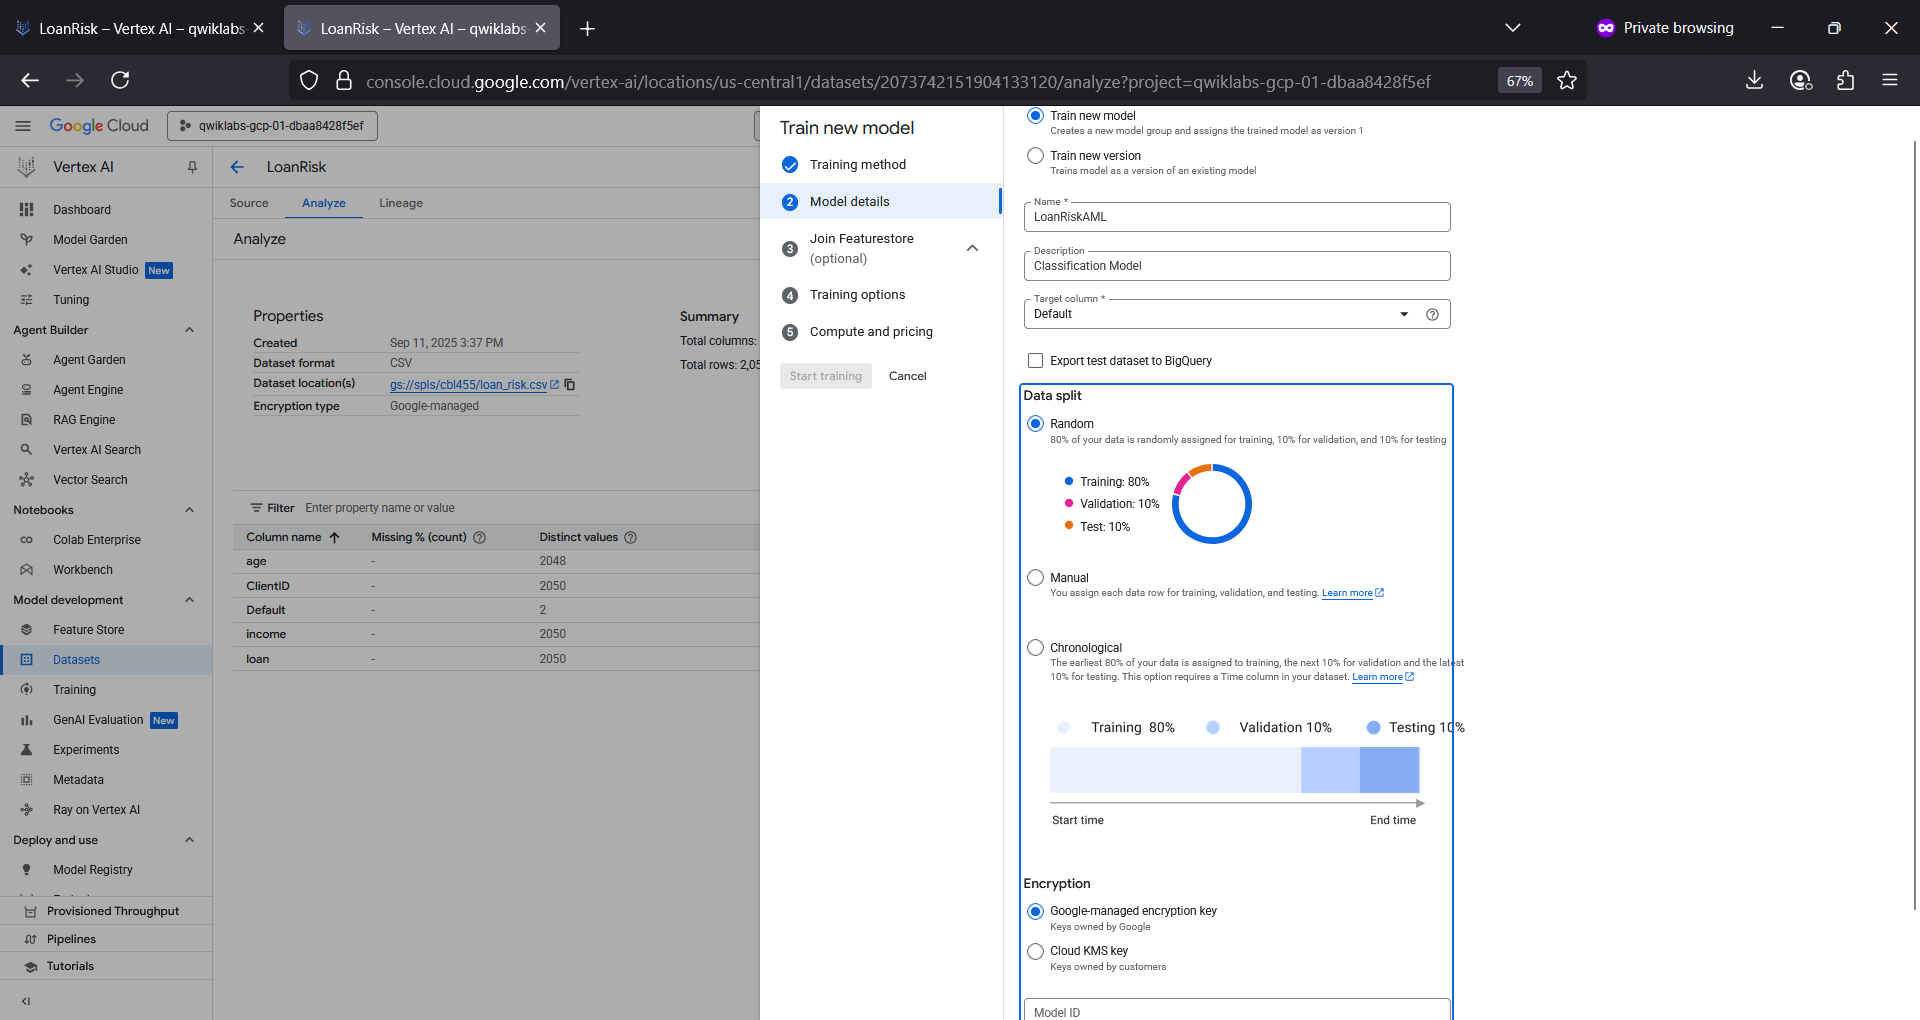 LoanRisk – Vertex AI – qwiklabs-
LoanRisk – Vertex AI – qwiklabs-
Private browsing
console.cloud.google.com/vertex-ai/locations/us-central1/datasets/2073742151904133120/analyze?project=qwiklabs-gcp-01-dbaa8428f5ef
67%
Google Cloud
qwiklabs-gcp-01-dbaa8428f5ef
Vertex AI
Dashboard
Model Garden
Vertex AI Studio New
Tuning
Agent Builder
Agent Garden
Agent Engine
RAG Engine
Vertex AI Search
Vector Search
Notebooks
Colab Enterprise
Workbench
Model development
Feature Store
Datasets
Training
GenAI Evaluation New
Experiments
Metadata
Ray on Vertex AI
Deploy and use
Model Registry
Provisioned Throughput
Pipelines
Tutorials
LoanRisk
Source Analyze Lineage
Analyze
Properties
Created Sep 11, 2025 3:37 PM
Dataset format CSV
Dataset location(s) gs://spls/cbl455/loan_risk.csv
Encryption type Google-managed
Summary
Total columns:
Total rows: 2,05
Filter Enter property name or value
Column name Missing % (count) Distinct values
age - 2048
ClientID - 2050
Default - 2
income - 2050
loan - 2050
Train new model
Training method
2 Model details
3 Join Featurestore
(optional)
4 Training options
5 Compute and pricing
Start training Cancel
Train new model
Creates a new model group and assigns the trained model as version 1
Train new version
Trains model as a version of an existing model
Name *
LoanRiskAML
Description
Classification Model
Target column *
Default
Export test dataset to BigQuery
Data split
Random
80% of your data is randomly assigned for training, 10% for validation, and 10% for testing
Training: 80%
Validation: 10%
Test: 10%
Manual
You assign each data row for training, validation, and testing. Learn more
Chronological
The earliest 80% of your data is assigned to training, the next 10% for validation and the latest
10% for testing. This option requires a Time column in your dataset. Learn more
Training 80% Validation 10% Testing 10%
Start time End time
Encryption
Google-managed encryption key
Keys owned by Google
Cloud KMS key
Keys owned by customers
Model ID